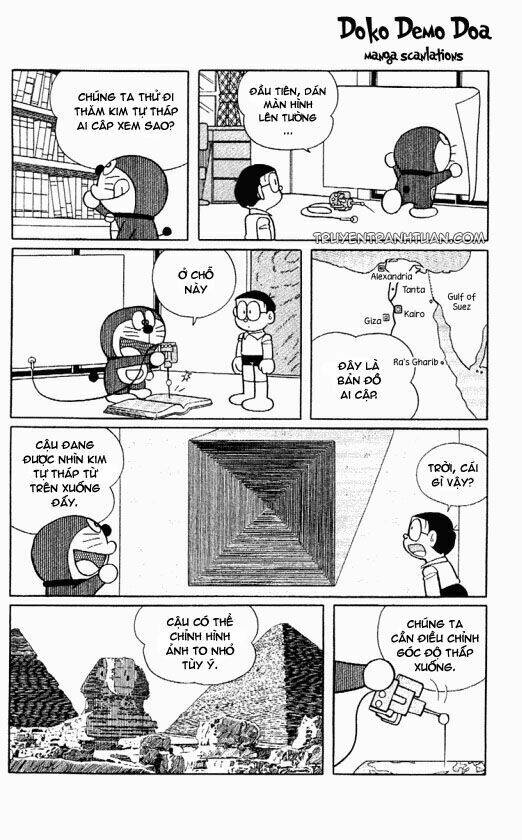 Doko Demo Doa
manga scanlations
CHÚNG TA THỬ ĐI
THĂM KIM TỰ THÁP
AI CẬP XEM SAO?
ĐẦU TIÊN, DÁN
MÀN HÌNH
LÊN TƯỜNG
...
TRUYENTRANHTUAN.COM
Ở CHỖ
NÀY
Alexandria
Tanta
Kairo
Giza
Gulf of
Suez
Ra's Gharib
ĐÂY LÀ
BẢN ĐỒ
AI CẬP.
CẬU ĐANG
ĐƯỢC NHÌN KIM
TỰ THÁP TỪ
TRÊN XUỐNG
ĐẤY.
TRỜI, CÁI
GÌ VẬY?
CẬU CÓ THỂ
CHỈNH HÌNH
ẢNH TO NHỎ
TÙY Ý.
CHÚNG TA
CẦN ĐIỀU CHỈNH
GÓC ĐỘ THẤP
XUỐNG.